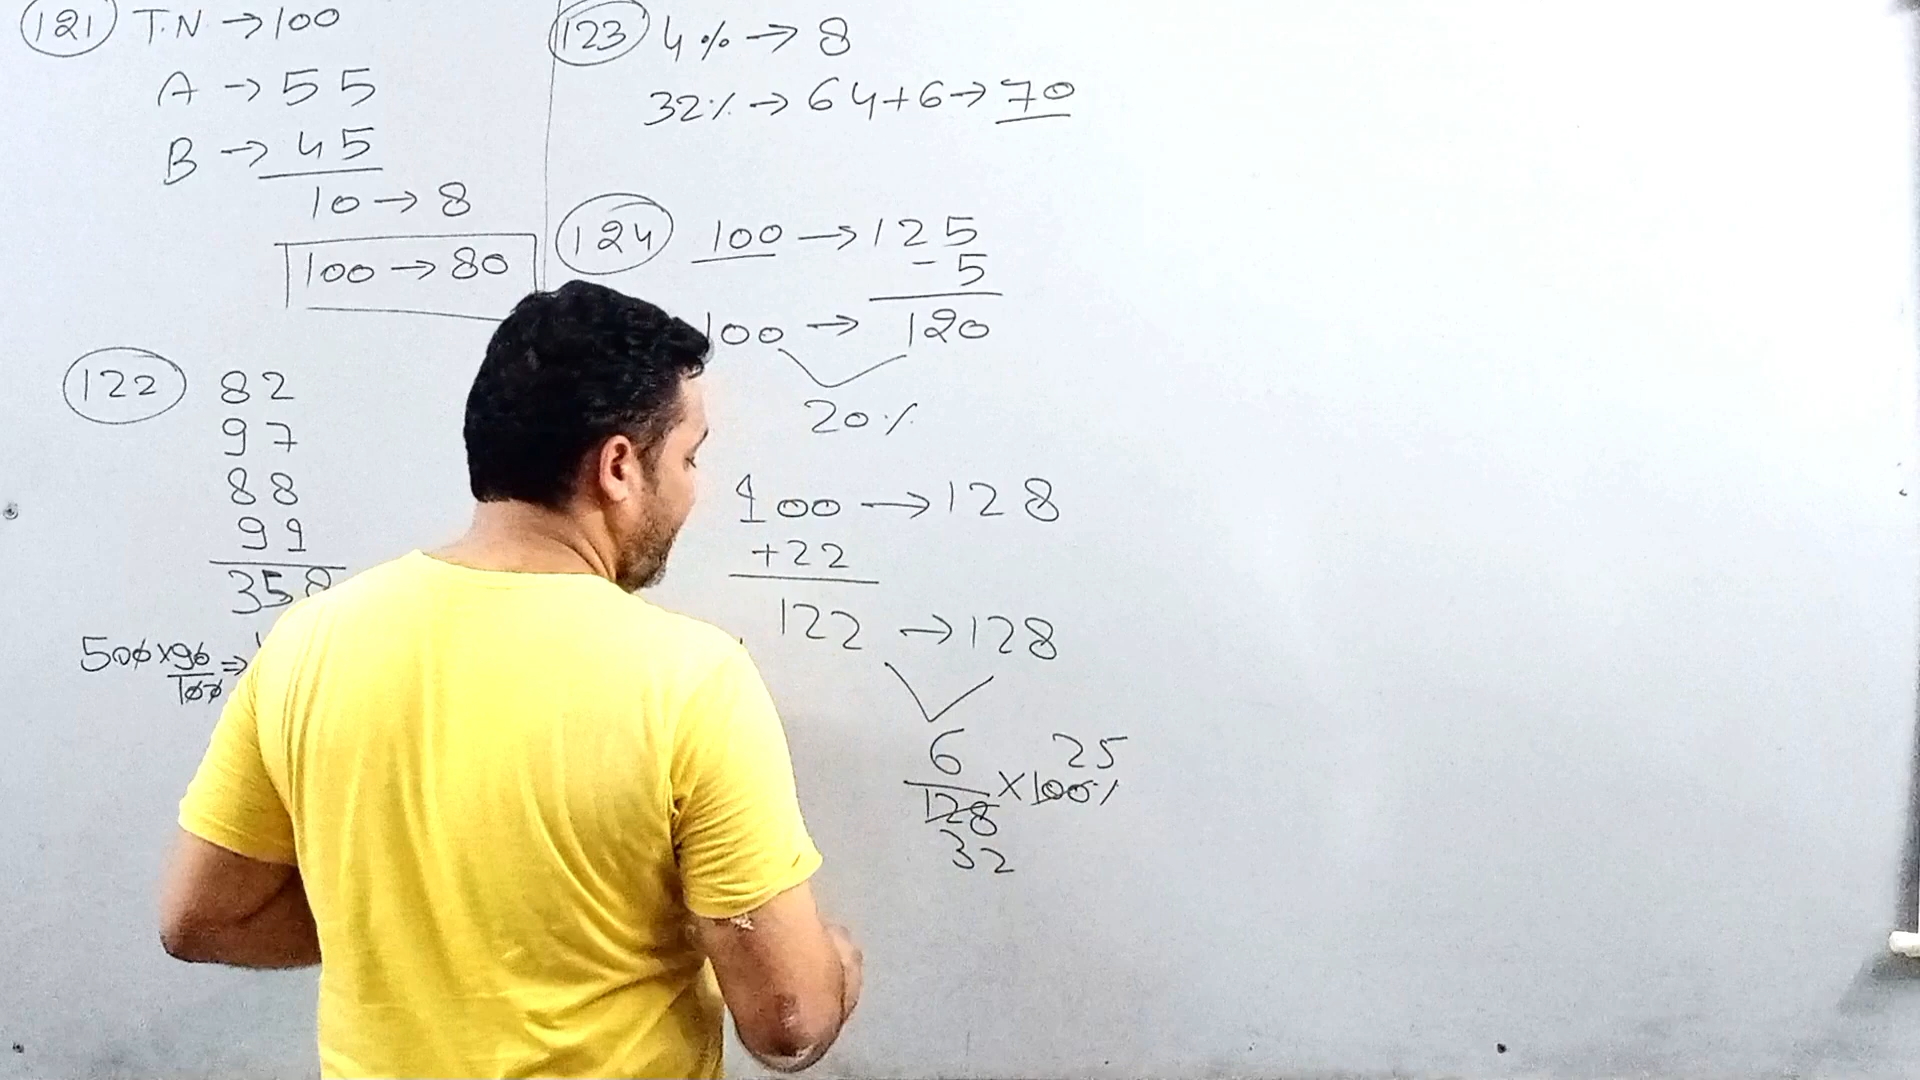 121 T.N → 100
A → 55
B → 45
10 → 8
100 → 80
122 82
97
88
99
358
500 × 90
100 ⇒
123 4% → 8
32% → 64+6 → 70
124 100 → 125
- 5
100 → 120
20%
100 → 128
+22
122 → 128
6 25
128 × 100%
32